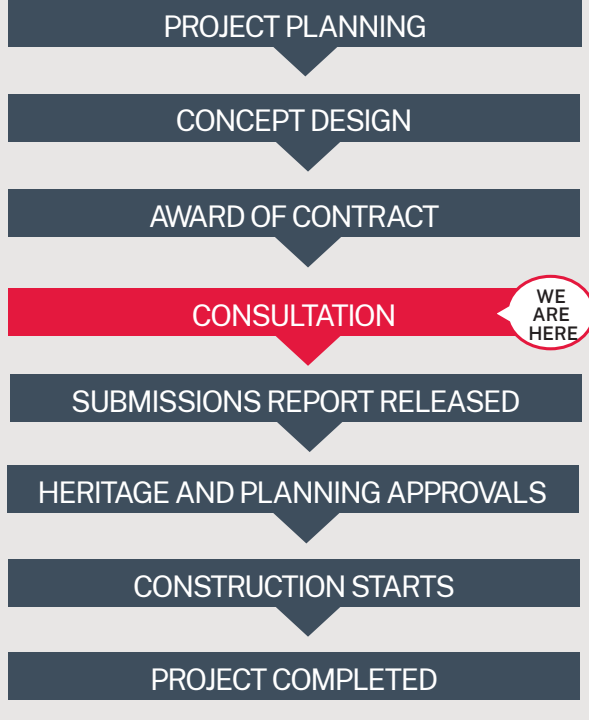 PROJECT PLANNING
CONCEPT DESIGN
AWARD OF CONTRACT
CONSULTATION
WE
ARE
HERE
SUBMISSIONS REPORT RELEASED
HERITAGE AND PLANNING APPROVALS
CONSTRUCTION STARTS
PROJECT COMPLETED